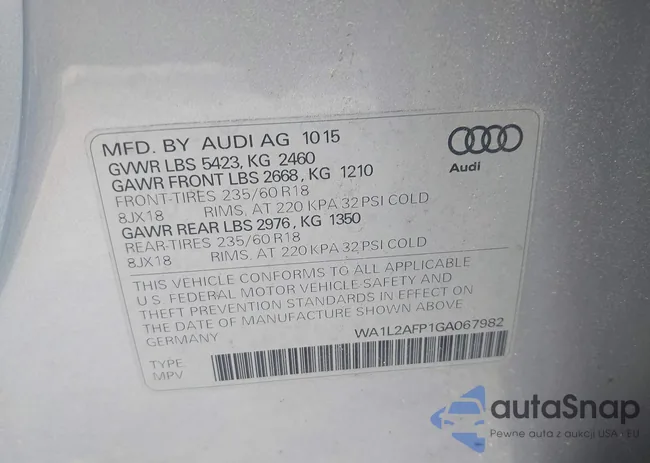 MFD. BY AUDI AG 10 15
GVWR LBS 5423, KG 2460
GAWR FRONT LBS 2668, KG 1210
FRONT-TIRES 235/60 R18
8JX18 RIMS. AT 220 KPA 32 PSI COLD
GAWR REAR LBS 2976, KG 1350
REAR-TIRES 235/60 R18
8JX18 RIMS. AT 220 KPA 32 PSI COLD
Audi
THIS VEHICLE CONFORMS TO ALL APPLICABLE
U.S. FEDERAL MOTOR VEHICLE SAFETY AND
THEFT PREVENTION STANDARDS IN EFFECT ON
THE DATE OF MANUFACTURE SHOWN ABOVE
GERMANY
WA1L2AFP1GA067982
TYPE:
MPV
autaSnap
Pewne auta z aukcji USA - EU